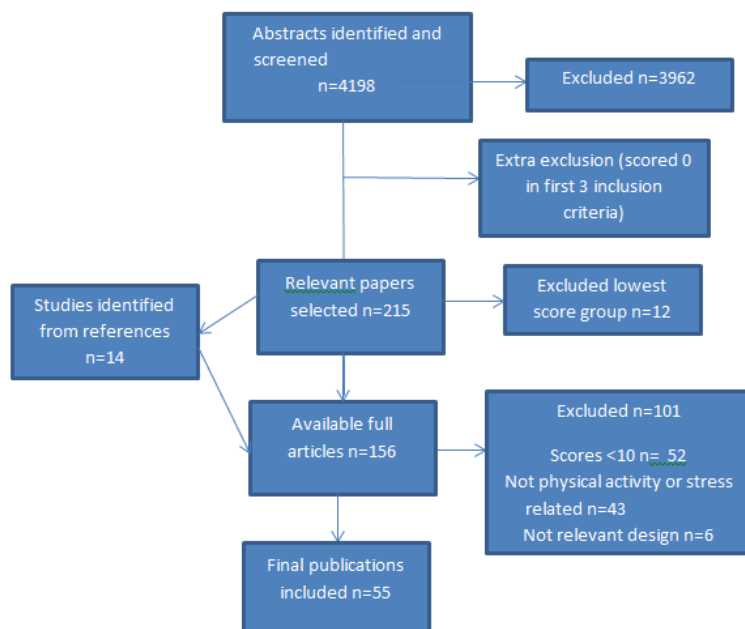 Abstracts identified and
screened
n=4198
Excluded n=3962
Extra exclusion (scored 0
in first 3 inclusion
criteria)
Relevant papers
selected n=215
Excluded lowest
score group n=12
Studies identified
from references
n=14
Available full
articles n=156
Excluded n=101
Scores <10 n= 52
Not physical activity or stress
related n=43
Not relevant design n=6
Final publications
included n=55